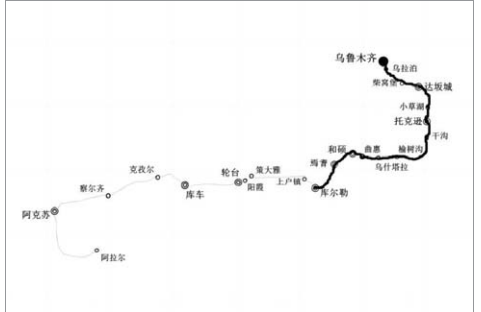 乌鲁木齐
乌拉泊
柴窝堡
达坂城
小草湖
托克逊
干沟
榆树沟
乌什塔拉
曲惠
和硕
焉耆
库尔勒
上户镇
策大雅
阳霞
轮台
库车
克孜尔
察尔齐
阿克苏
阿拉尔